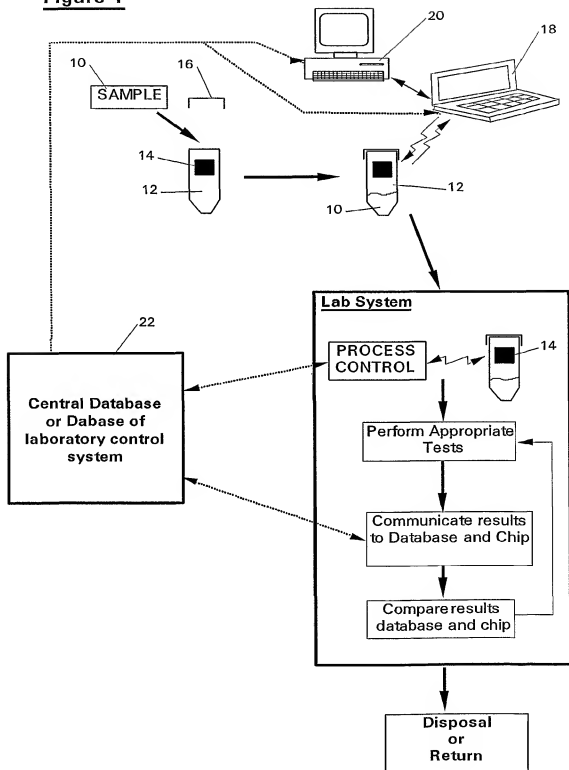 Figure 1
20
18
10
16
SAMPLE
14
12
12
10
Lab System
22
14
PROCESS
CONTROL
Central Database
or Dabase of
laboratory control
system
Perform Appropriate
Tests
Communicate results
to Database and Chip
Compare results
database and chip
Disposal
or
Return